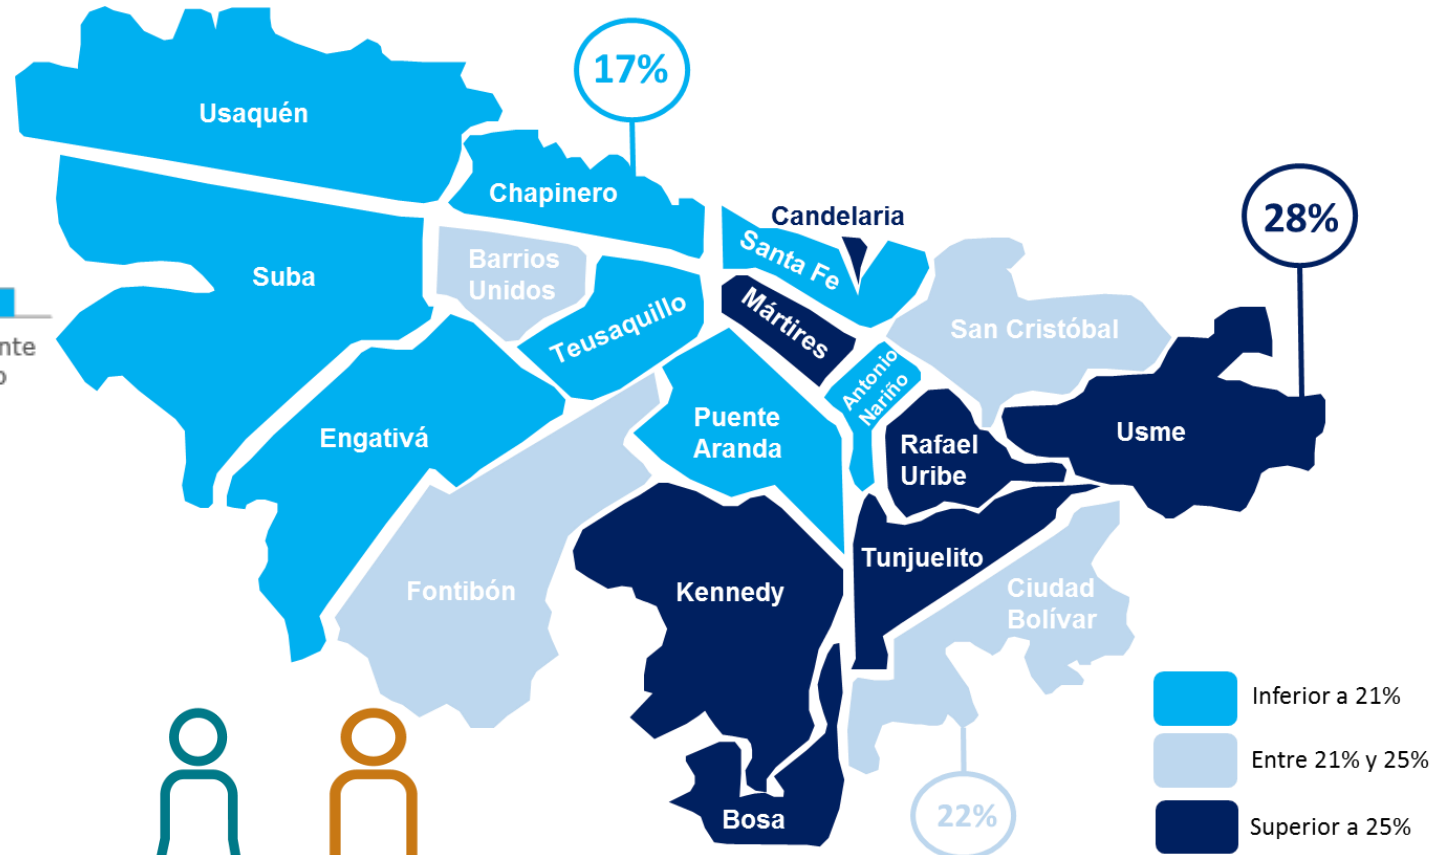 17%
Usaquén
Chapinero
Candelaria
28%
Santa Fe
Barrios
Unidos
Suba
Teusaquillo
Mártires
San Cristóbal
nte
o
Antonio
Nariño
Puente
Aranda
Engativá
Rafael
Uribe
Usme
Tunjuelito
Fontibón
Kennedy
Ciudad
Bolívar
Inferior a 21%
Entre 21% y 25%
22%
Bosa
Superior a 25%